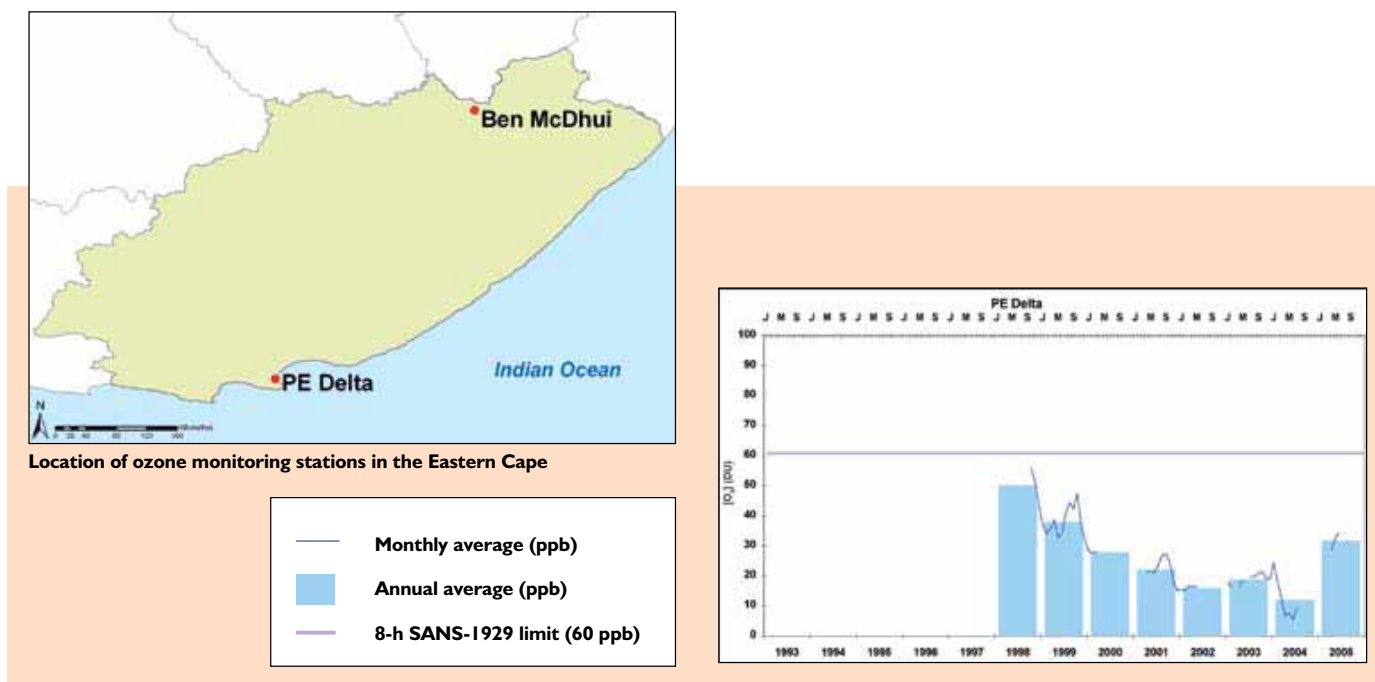 Ben McDhui
Indian Ocean
PE Delta
N
Location of ozone monitoring stations in the Eastern Cape
Monthly average (ppb)
Annual average (ppb)
8-h SANS-1929 limit (60 ppb)
PE Delta
J M S J M S J M S J M S J M S J M S J M S J M S J M S J M S J M S J M S J M S
100
90
80
70
60
50
40
30
20
10
0
[O₃] (DU)
1993 1994 1995 1996 1997 1998 1999 2000 2001 2002 2003 2004 2005